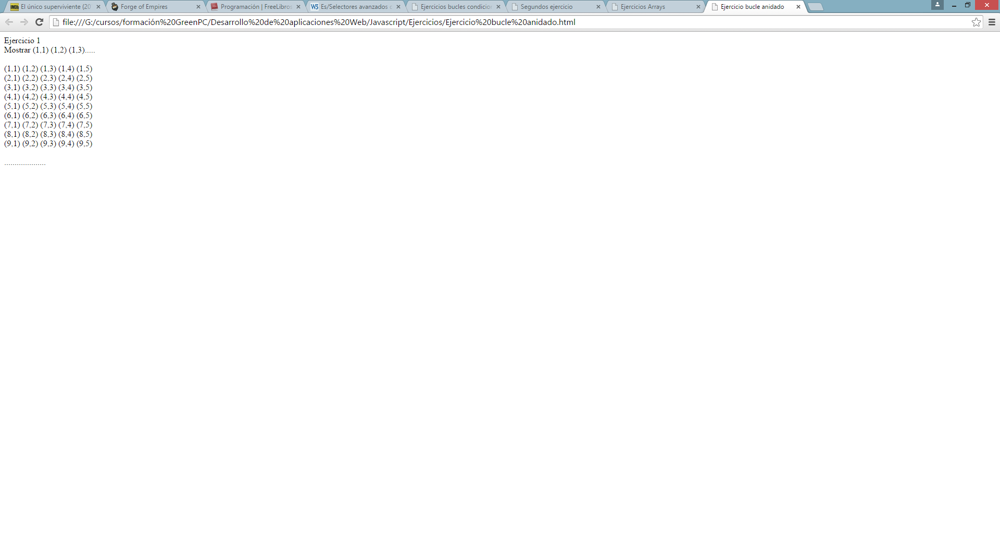 IMDb El único superviviente (20
Forge of Empires
Programación | FreeLibros
W3 Es/Selectores avanzados
Ejercicios bucles condicion
Segundos ejercicio
Ejercicios Arrays
Ejercicio bucle anidado
file:///G:/cursos/formación%20GreenPC/Desarrollo%20de%20aplicaciones%20Web/Javascript/Ejercicios/Ejercicio%20bucle%20anidado.html
Ejercicio 1
Mostrar (1,1) (1,2) (1,3).....
(1,1) (1,2) (1,3) (1,4) (1,5)
(2,1) (2,2) (2,3) (2,4) (2,5)
(3,1) (3,2) (3,3) (3,4) (3,5)
(4,1) (4,2) (4,3) (4,4) (4,5)
(5,1) (5,2) (5,3) (5,4) (5,5)
(6,1) (6,2) (6,3) (6,4) (6,5)
(7,1) (7,2) (7,3) (7,4) (7,5)
(8,1) (8,2) (8,3) (8,4) (8,5)
(9,1) (9,2) (9,3) (9,4) (9,5)
....................